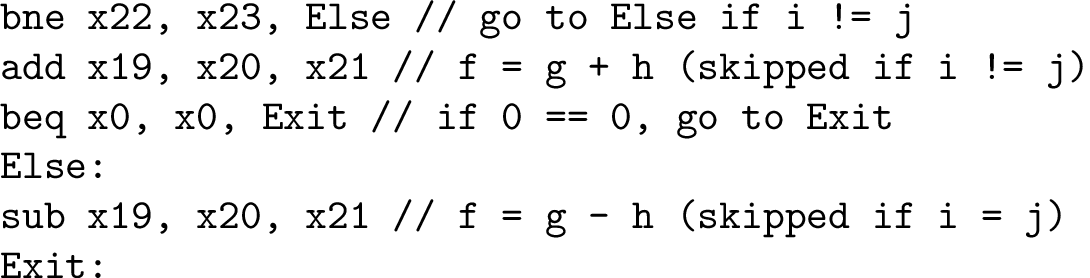 bne x22, x23, Else // go to Else if i != j
add x19, x20, x21 // f = g + h (skipped if i != j)
beq x0, x0, Exit // if 0 == 0, go to Exit
Else:
sub x19, x20, x21 // f = g - h (skipped if i = j)
Exit: